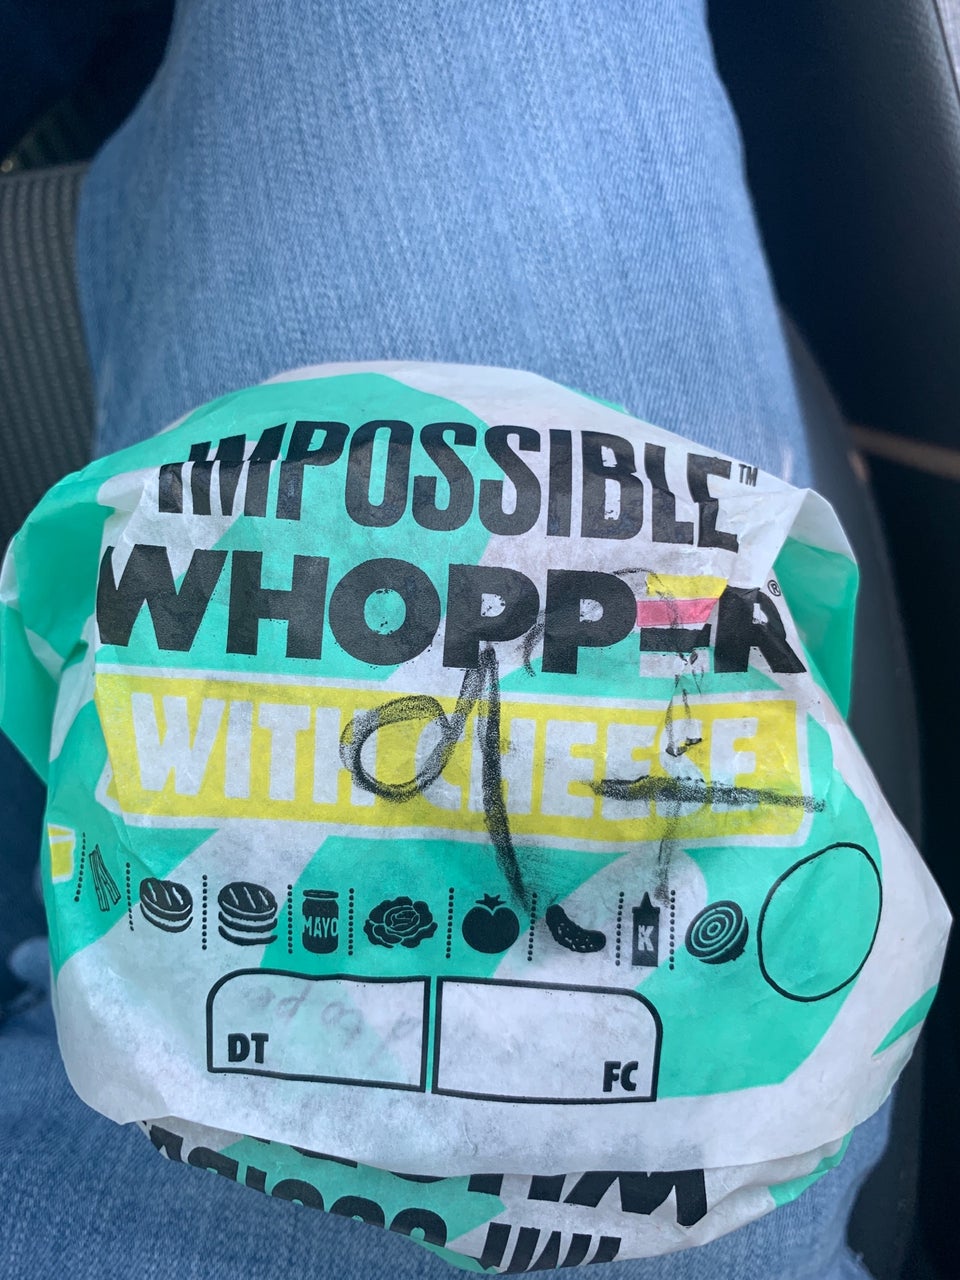 IMPOSSIBLE™
WHOPPER®
WITH CHEESE
MAYO
K
DT
FC